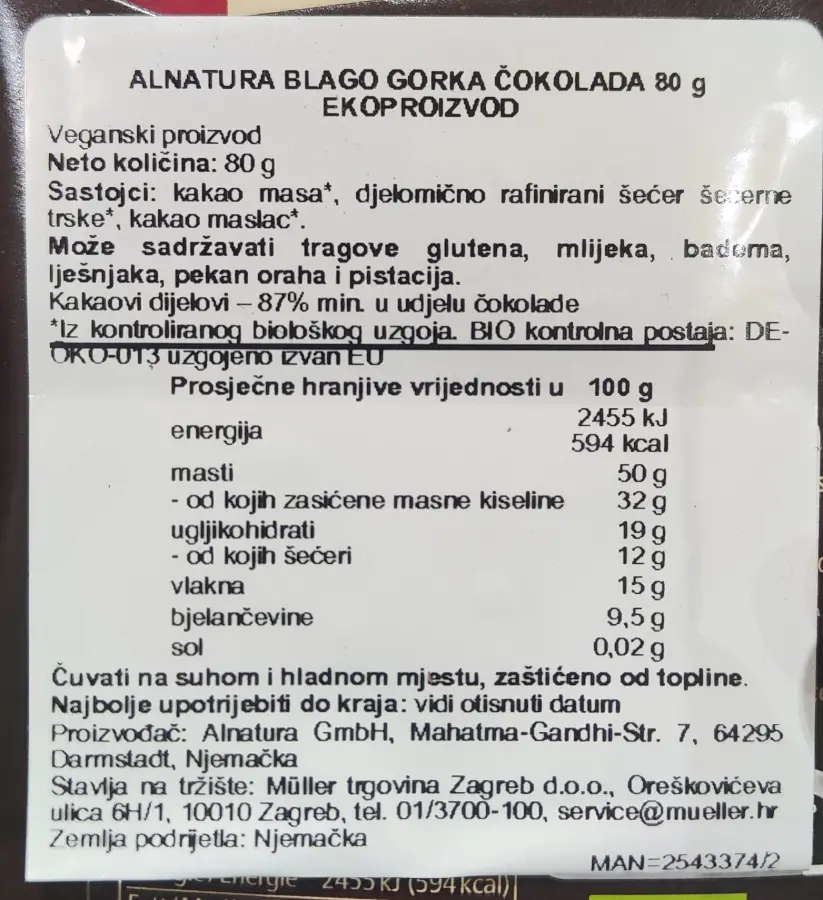 ALNATURA BLAGO GORKA ČOKOLADA 80 g
EKOPROIZVOD
Veganski proizvod
Neto količina: 80 g
Sastojci: kakao masa*, djelomično rafinirani šećer šećerne
trske*, kakao maslac*.
Može sadržavati tragove glutena, mlijeka, badema,
lješnjaka, pekan oraha i pistacija.
Kakaovi dijelovi – 87% min. u udjelu čokolade
*Iz kontroliranog biološkog uzgoja. BIO kontrolna postaja: DE-
ÖKO-013 uzgojeno izvan EU
Prosječne hranjive vrijednosti u 100 g
energija 2455 kJ
594 kcal
masti 50 g
- od kojih zasićene masne kiseline 32 g
ugljikohidrati 19 g
- od kojih šećeri 12 g
vlakna 15 g
bjelančevine 9,5 g
sol 0,02 g
Čuvati na suhom i hladnom mjestu, zaštićeno od topline.
Najbolje upotrijebiti do kraja: vidi otisnuti datum
Proizvođač: Alnatura GmbH, Mahatma-Gandhi-Str. 7, 64295
Darmstadt, Njemačka
Stavlja na tržište: Müller trgovina Zagreb d.o.o., Oreškovićeva
ulica 6H/1, 10010 Zagreb, tel. 01/3700-100, service@mueller.hr
Zemlja podrijetla: Njemačka
MAN=2543374/2
2455 kJ (594 kcal)